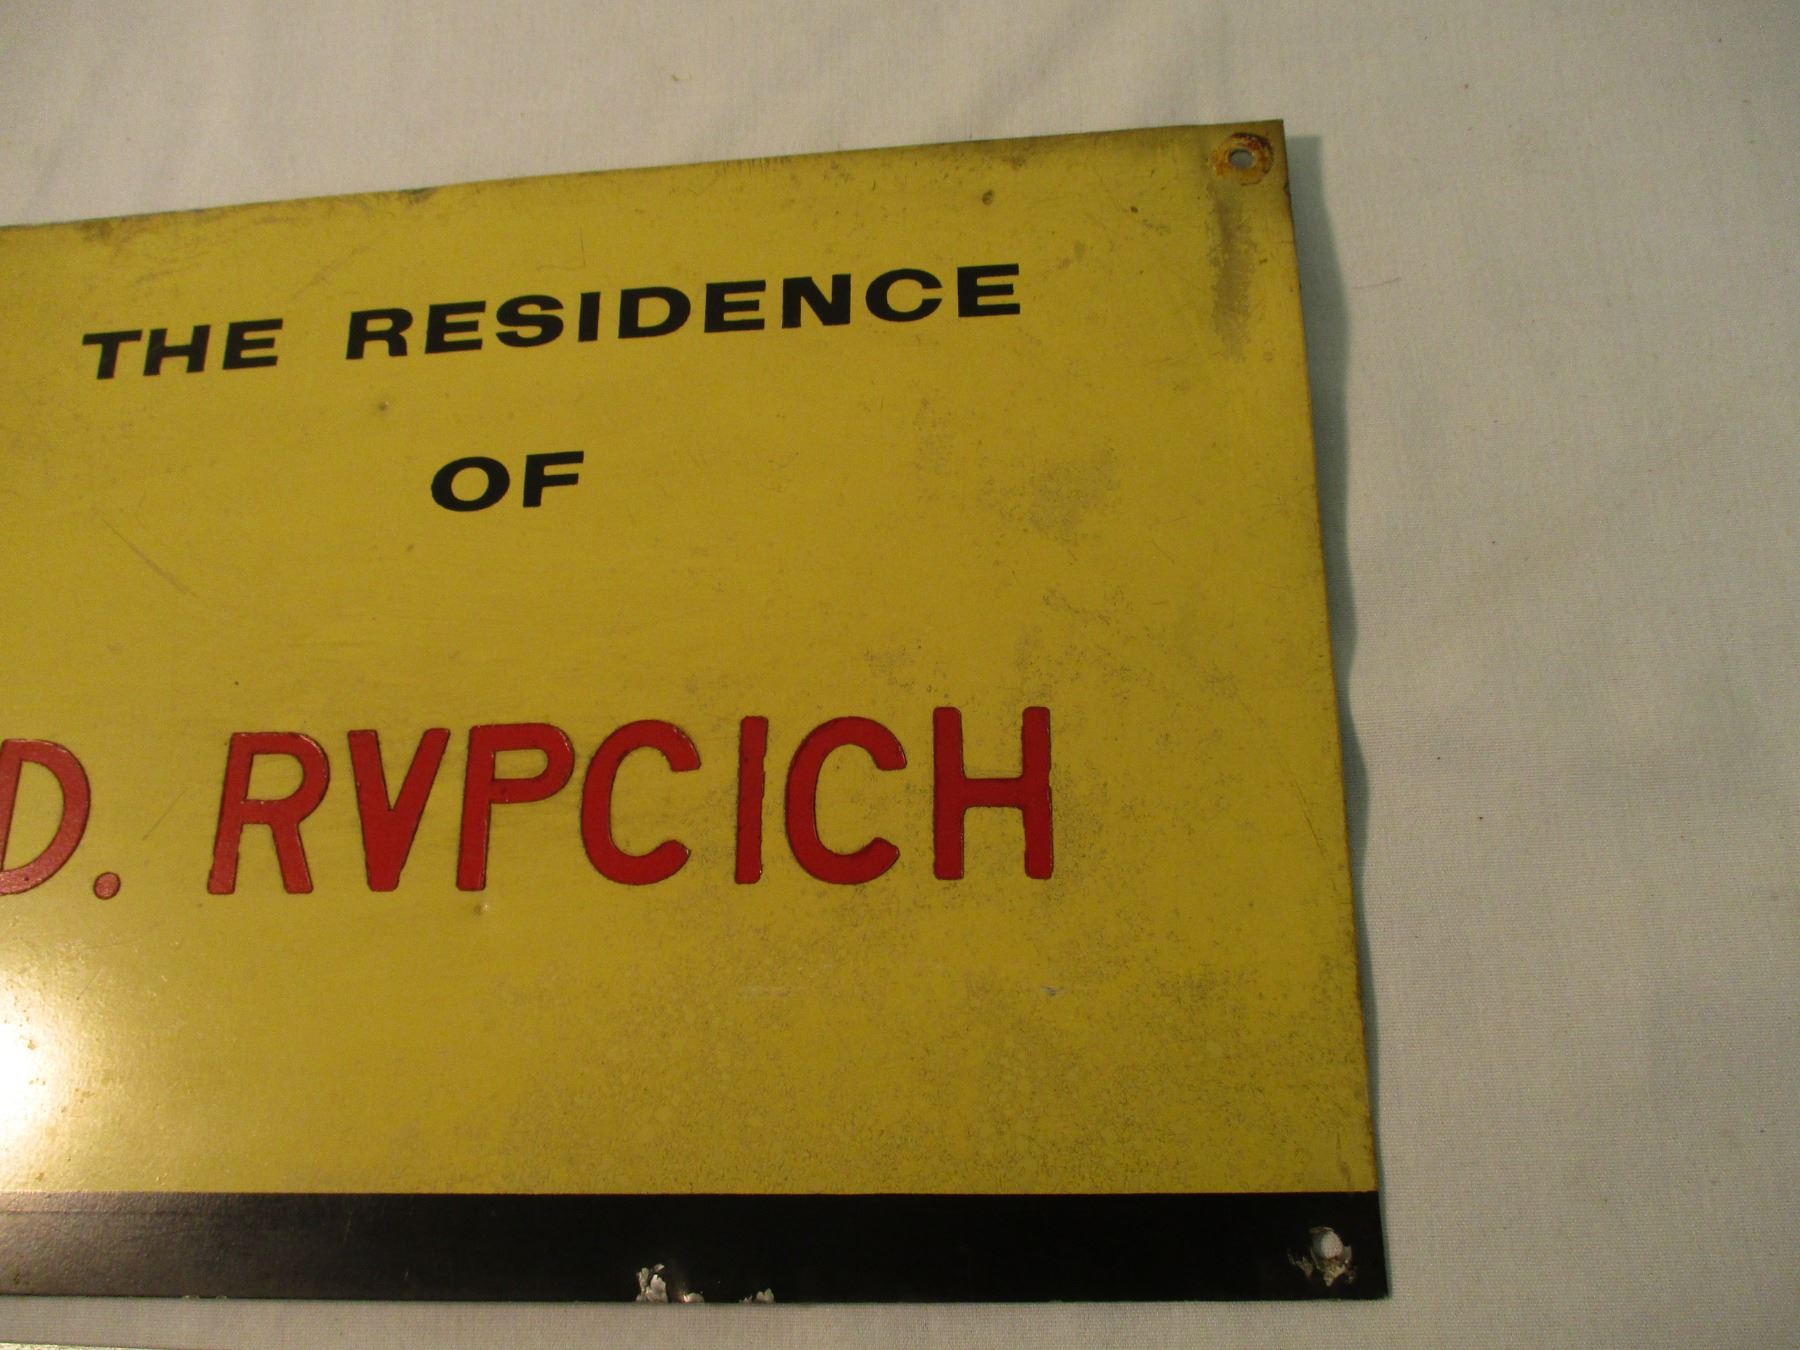 THE RESIDENCE
OF
D. RVPCICH